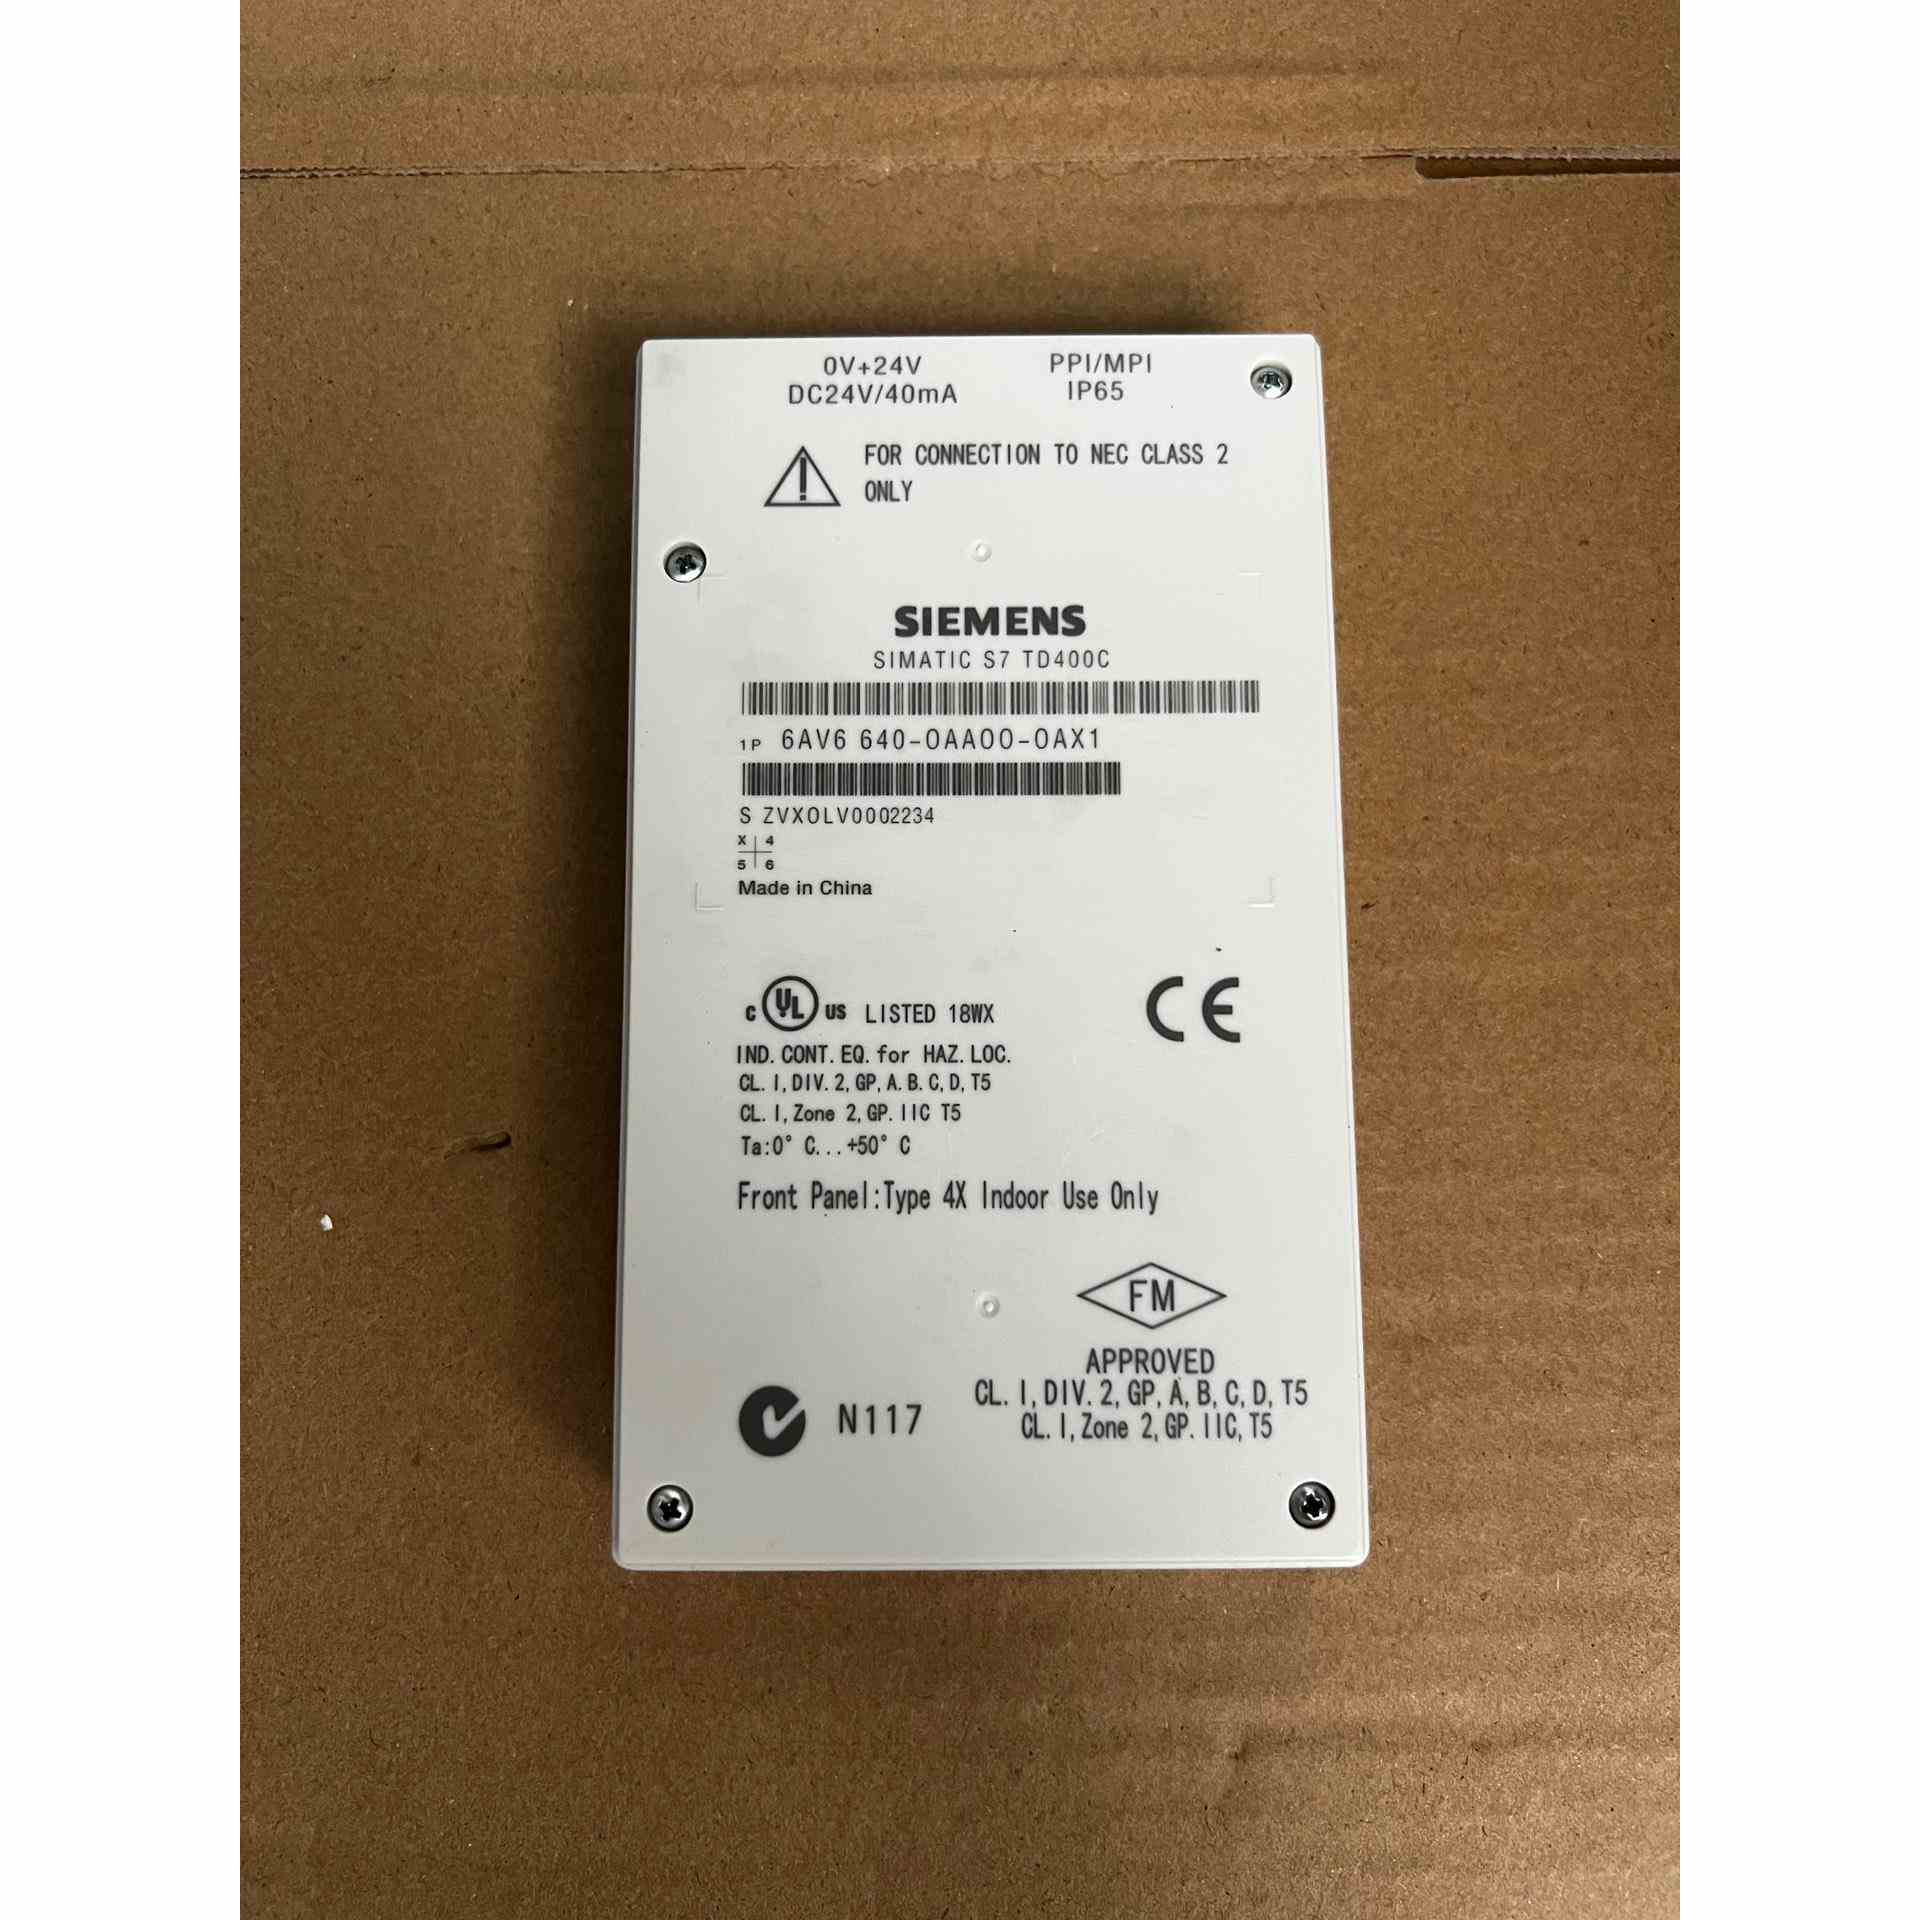 0V+24V PPI/MPI
DC24V/40mA IP65
FOR CONNECTION TO NEC CLASS 2
ONLY
SIEMENS
SIMATIC S7 TD400C
1P 6AV6 640-0AA00-0AX1
S ZVX0LV0002234
X 4
5 6
Made in China
C UL US LISTED 18WX
CE
IND. CONT. EQ. for HAZ. LOC.
CL. I, DIV. 2, GP, A. B. C, D, T5
CL. I, Zone 2, GP. IIC T5
Ta:0° C...+50° C
Front Panel:Type 4X Indoor Use Only
FM
APPROVED
CL. I, DIV. 2, GP, A, B, C, D, T5
N117
CL. I, Zone 2, GP. IIC, T5